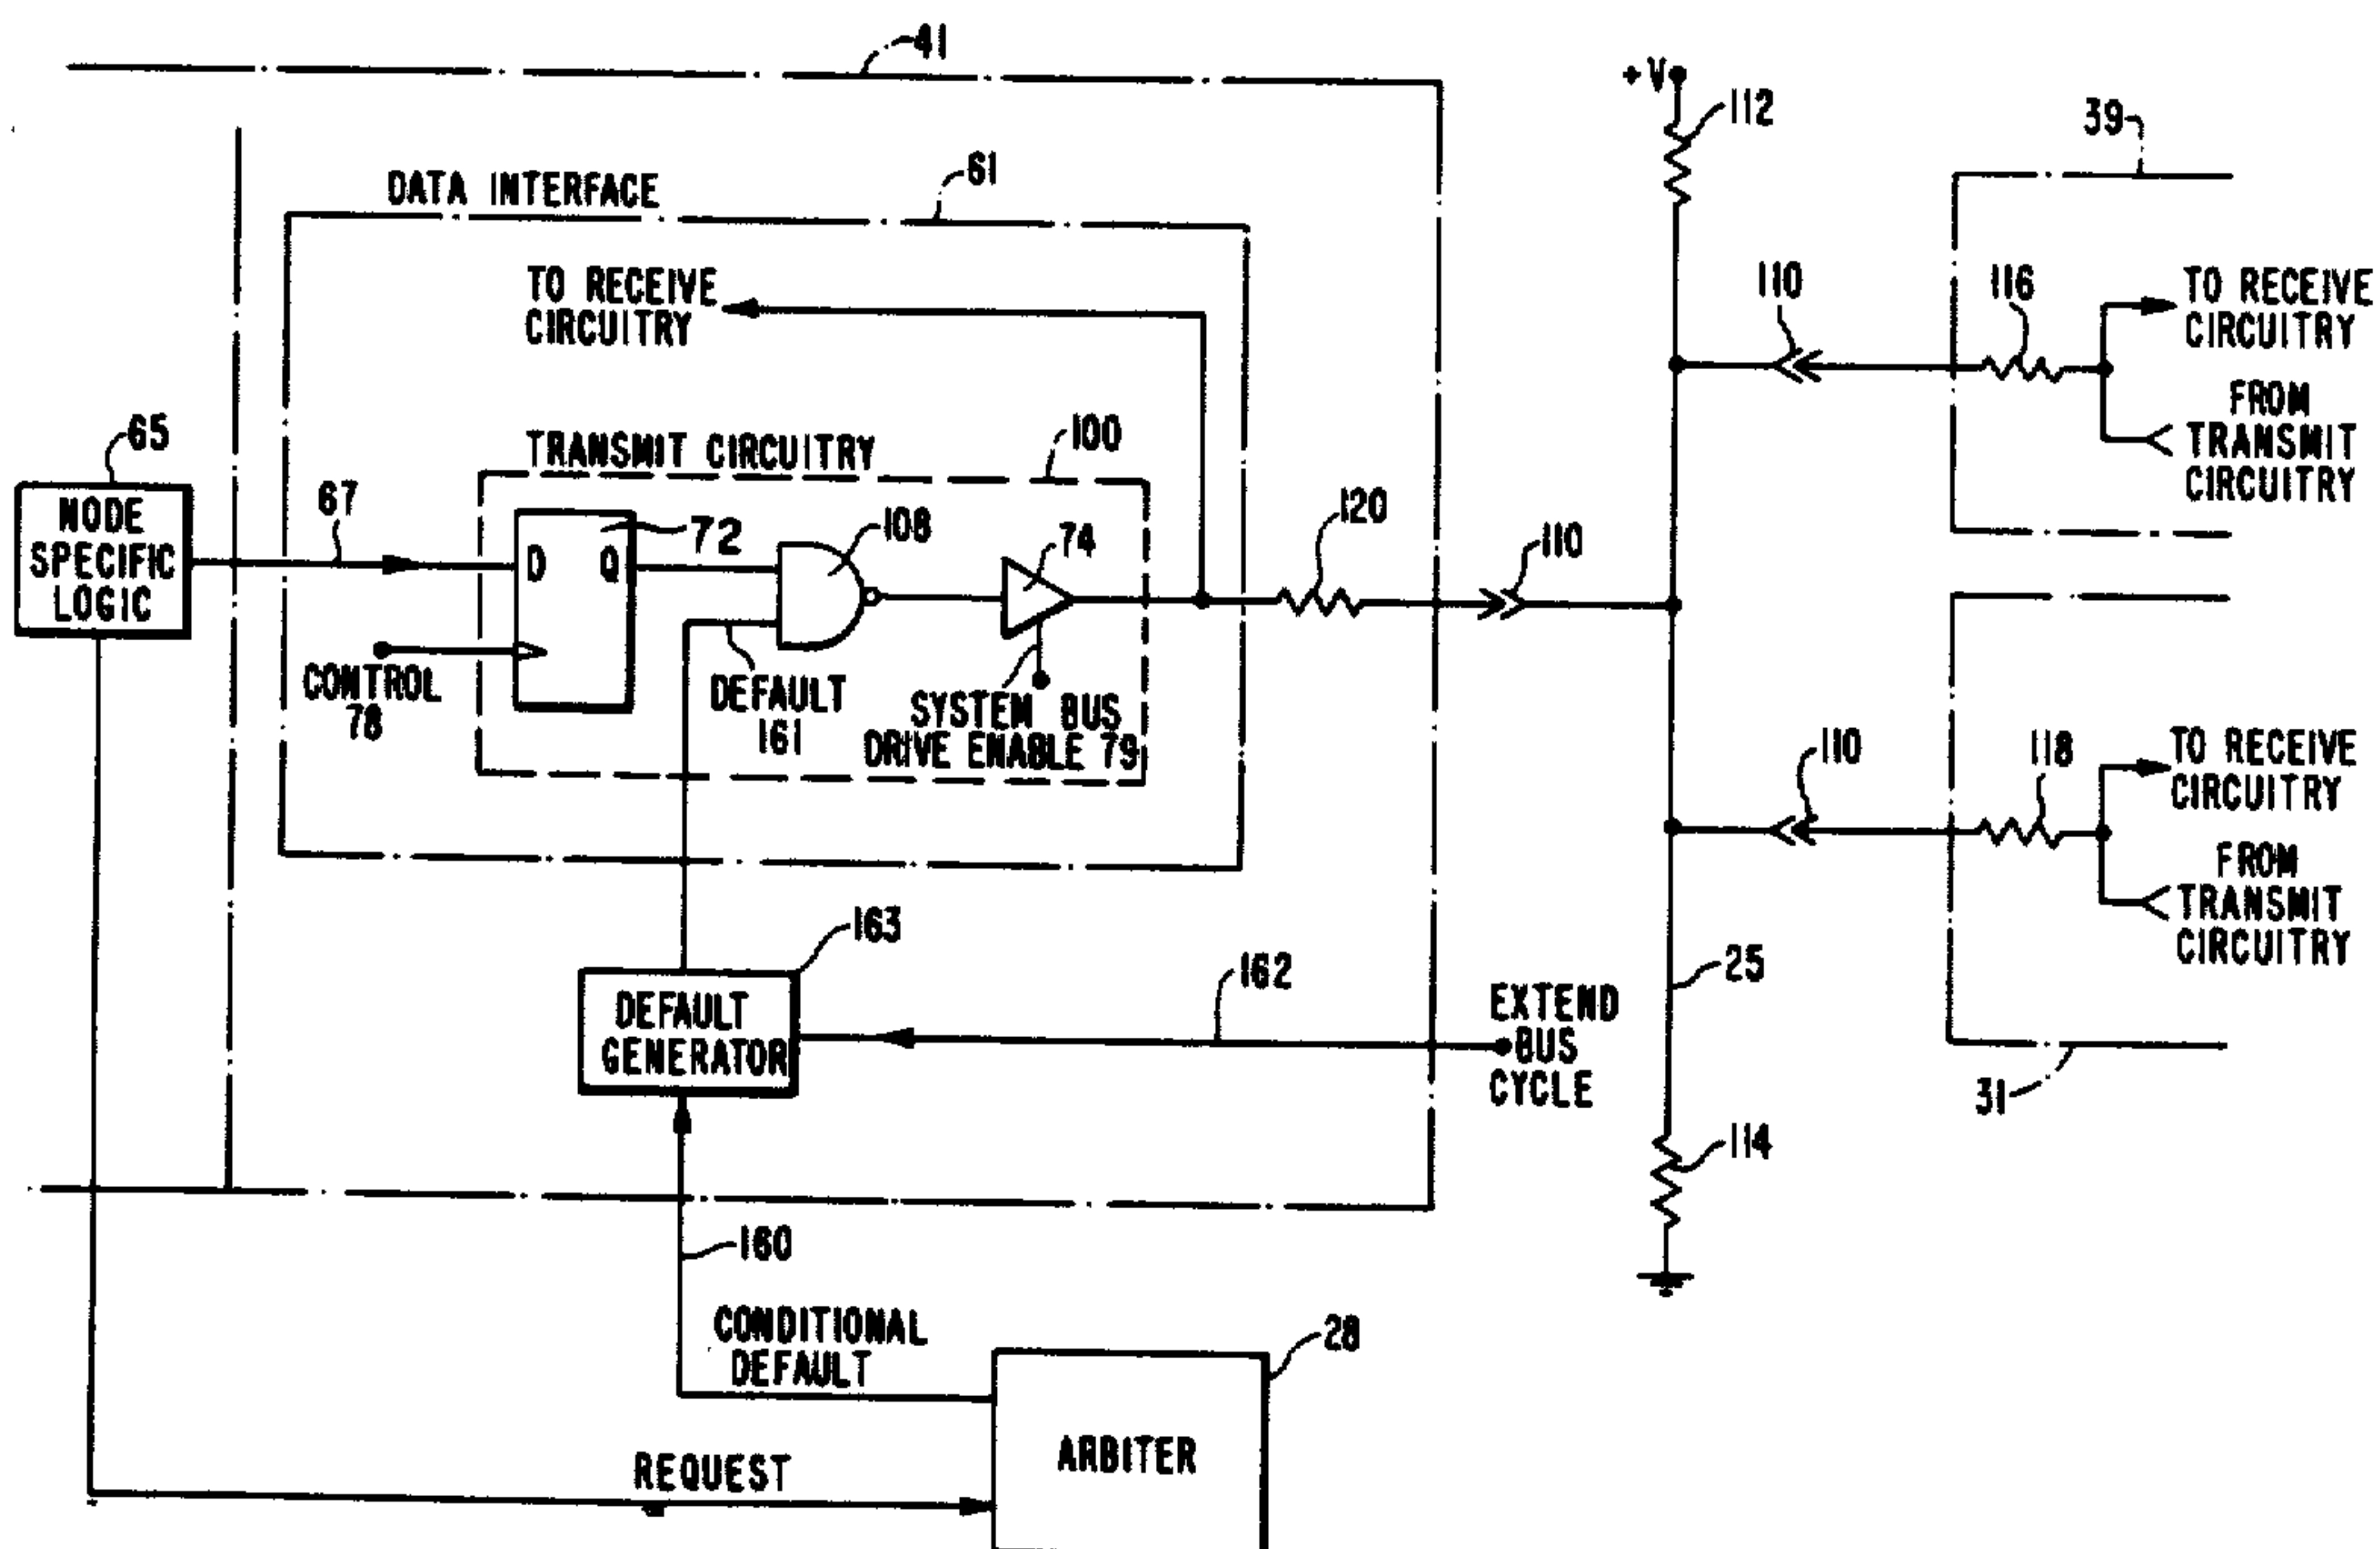 41
+V
112
39
DATA INTERFACE
61
TO RECEIVE
CIRCUITRY
110
116
TO RECEIVE
CIRCUITRY
FROM
TRANSMIT
CIRCUITRY
65
NODE
SPECIFIC
LOGIC
67
TRANSMIT CIRCUITRY
100
D
Q
72
108
74
120
110
CONTROL
78
DEFAULT
161
SYSTEM BUS
DRIVE ENABLE 79
110
118
TO RECEIVE
CIRCUITRY
FROM
TRANSMIT
CIRCUITRY
163
DEFAULT
GENERATOR
162
EXTEND
BUS
CYCLE
25
31
114
160
CONDITIONAL
DEFAULT
28
ARBITER
REQUEST